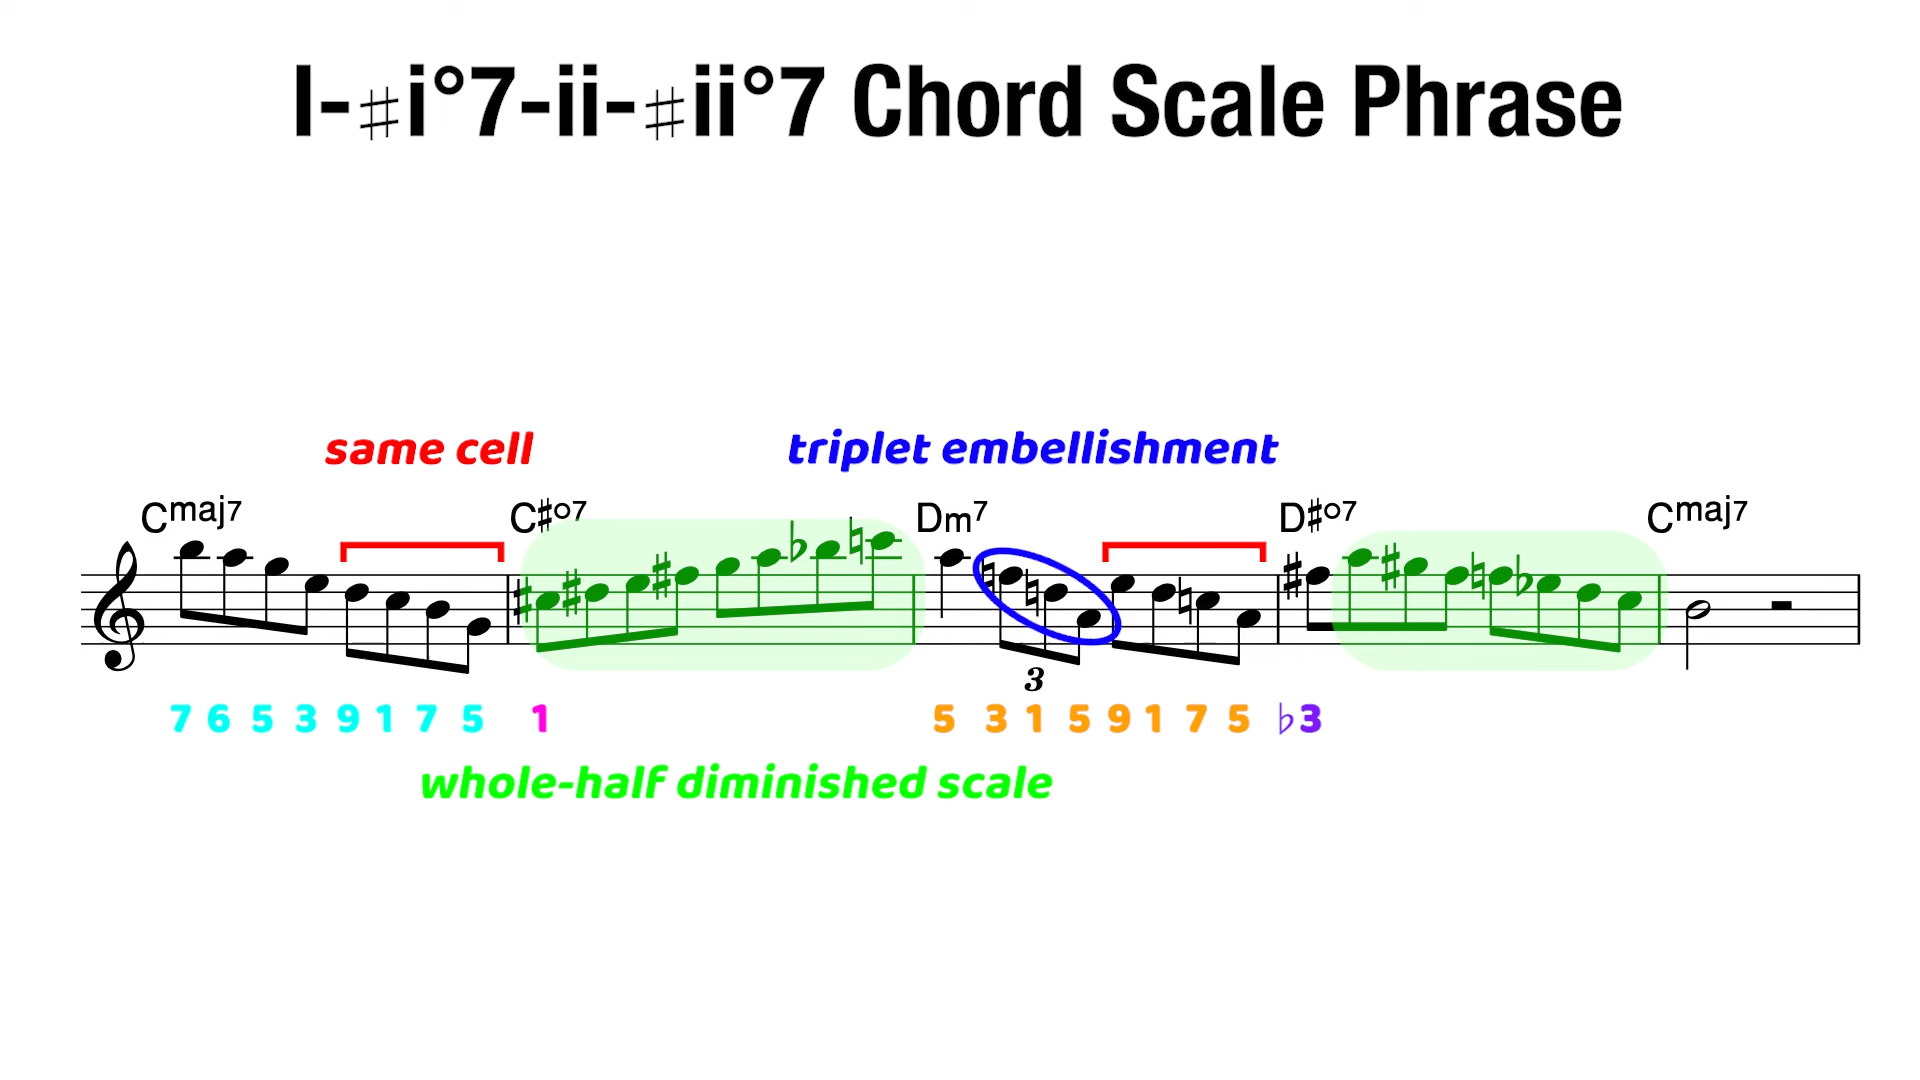 I-♯i°7-ii-♯ii°7 Chord Scale Phrase
same cell triplet embellishment
Cmaj7 C♯o7 Dm7 D♯o7 Cmaj7
3
7 6 5 3 9 1 7 5 1 5 3 1 5 9 1 7 5 ♭3
whole-half diminished scale